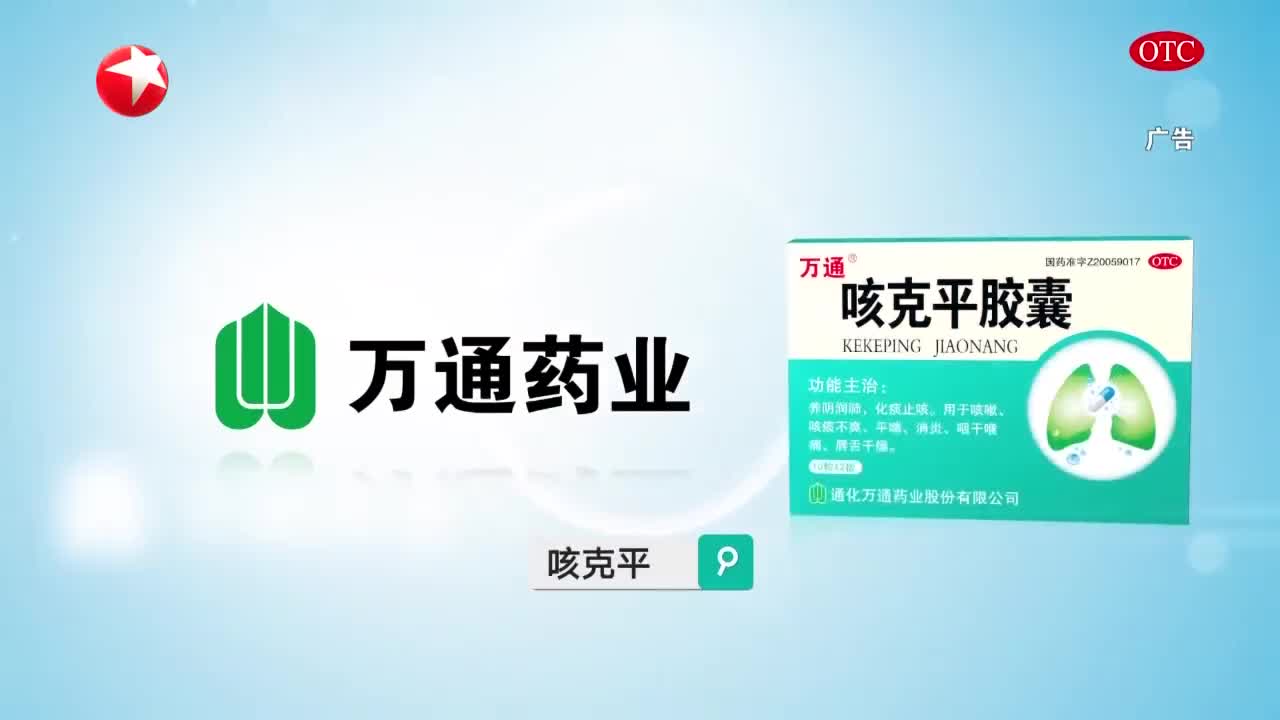 OTC
广告
万通药业
万通®
国药准字Z20059017 OTC
咳克平胶囊
KEKEPING JIAONANG
功能主治：
养阴润肺，化痰止咳。用于咳嗽、
咳痰不爽、平喘、消炎、咽干喉
痛、唇舌干燥。
通化万通药业股份有限公司
咳克平